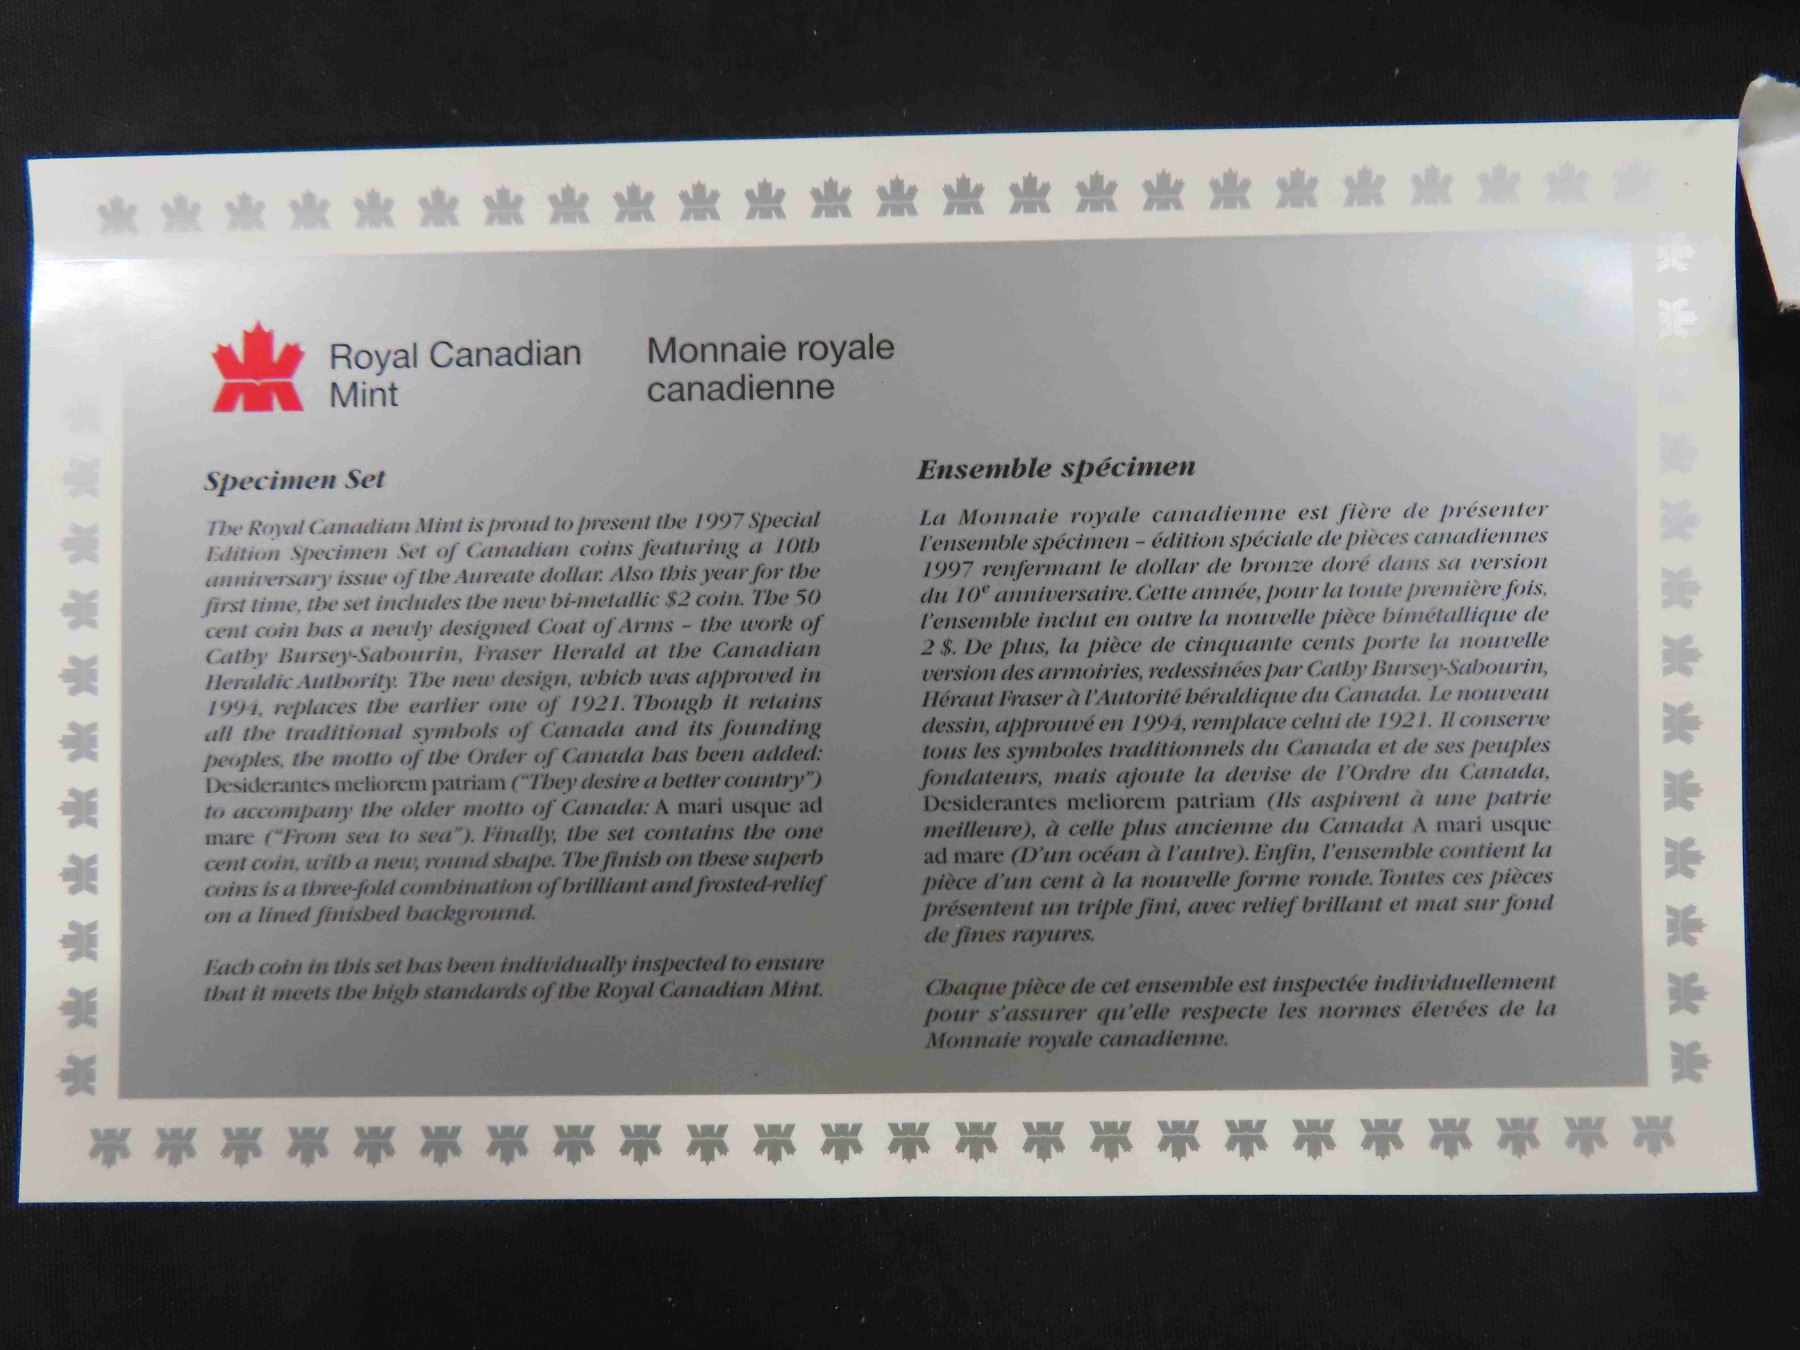 Royal Canadian
Mint
Monnaie royale
canadienne
Specimen Set
The Royal Canadian Mint is proud to present the 1997 Special
Edition Specimen Set of Canadian coins featuring a 10th
anniversary issue of the Aureate dollar. Also this year for the
first time, the set includes the new bi-metallic $2 coin. The 50
cent coin has a newly designed Coat of Arms – the work of
Cathy Bursey-Sabourin, Fraser Herald at the Canadian
Heraldic Authority. The new design, which was approved in
1994, replaces the earlier one of 1921. Though it retains
all the traditional symbols of Canada and its founding
peoples, the motto of the Order of Canada has been added:
Desiderantes meliorem patriam ("They desire a better country")
to accompany the older motto of Canada: A mari usque ad
mare ("From sea to sea"). Finally, the set contains the one
cent coin, with a new, round shape. The finish on these superb
coins is a three-fold combination of brilliant and frosted-relief
on a lined finished background.
Each coin in this set has been individually inspected to ensure
that it meets the high standards of the Royal Canadian Mint.
Ensemble spécimen
La Monnaie royale canadienne est fière de présenter
l'ensemble spécimen – édition spéciale de pièces canadiennes
1997 renfermant le dollar de bronze doré dans sa version
du 10e anniversaire. Cette année, pour la toute première fois,
l'ensemble inclut en outre la nouvelle pièce bimétallique de
2 $. De plus, la pièce de cinquante cents porte la nouvelle
version des armoiries, redessinées par Cathy Bursey-Sabourin,
Héraut Fraser à l'Autorité héraldique du Canada. Le nouveau
dessin, approuvé en 1994, remplace celui de 1921. Il conserve
tous les symboles traditionnels du Canada et de ses peuples
fondateurs, mais ajoute la devise de l'Ordre du Canada,
Desiderantes meliorem patriam (Ils aspirent à une patrie
meilleure), à celle plus ancienne du Canada A mari usque
ad mare (D'un océan à l'autre). Enfin, l'ensemble contient la
pièce d'un cent à la nouvelle forme ronde. Toutes ces pièces
présentent un triple fini, avec relief brillant et mat sur fond
de fines rayures.
Chaque pièce de cet ensemble est inspectée individuellement
pour s'assurer qu'elle respecte les normes élevées de la
Monnaie royale canadienne.